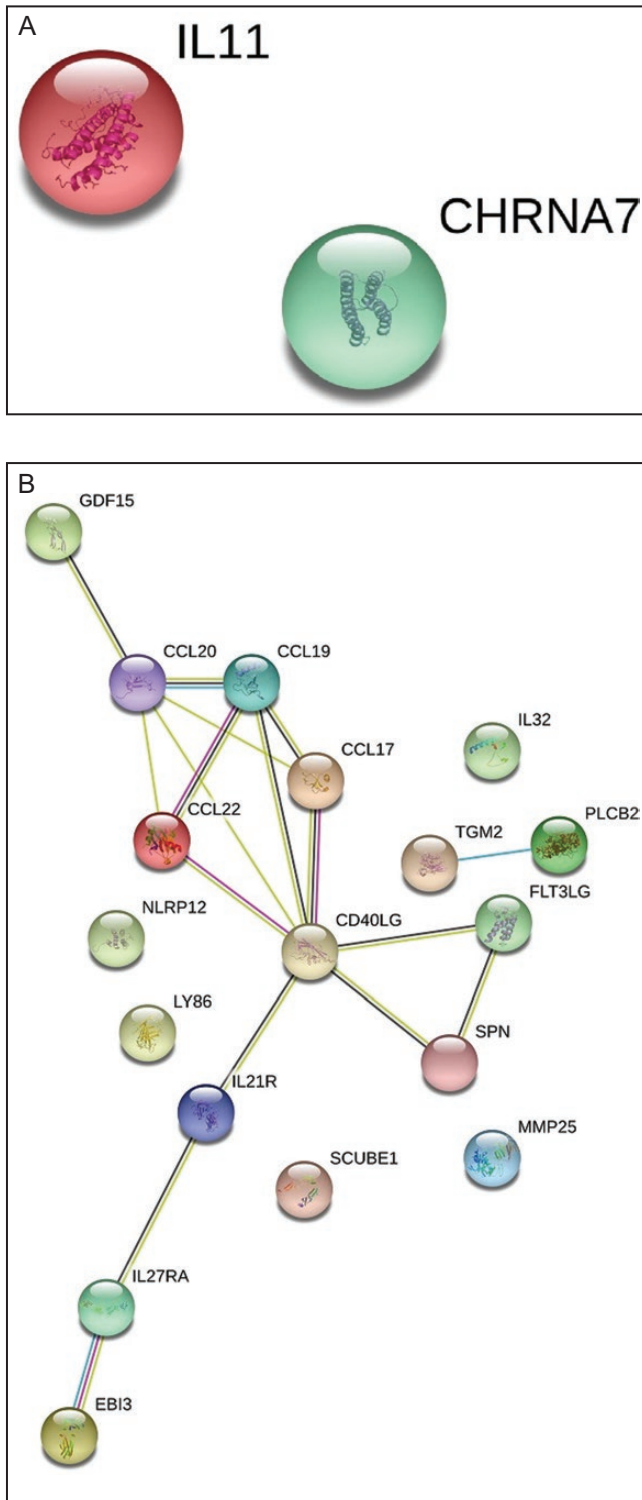 A
IL11
CHRNA7
B
GDF15
CCL20
CCL19
IL32
CCL17
PLCB2
CCL22
TGM2
NLRP12
CD40LG
FLT3LG
LY86
SPN
IL21R
MMP25
SCUBE1
IL27RA
EBI3